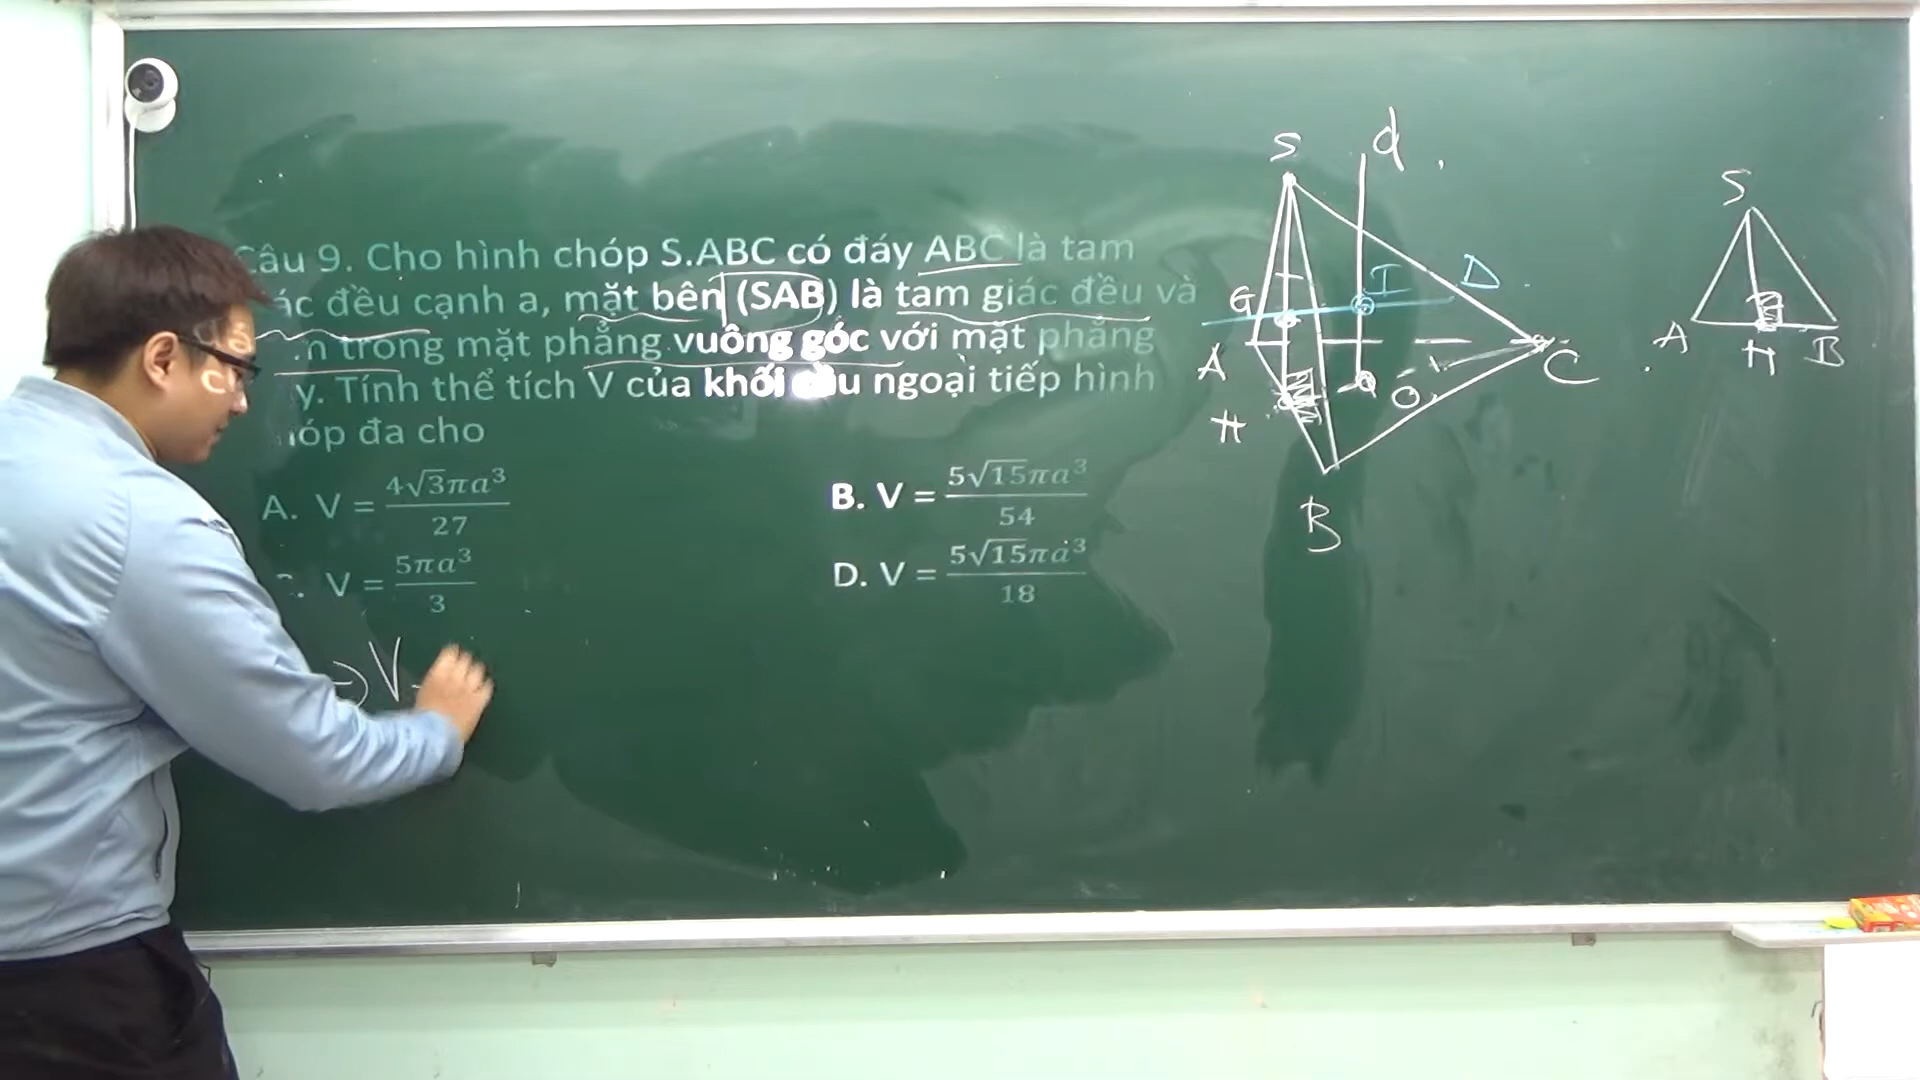 Câu 9. Cho hình chóp S.ABC có đáy ABC là tam
ác đều cạnh a, mặt bên (SAB) là tam giác đều và
n trong mặt phẳng vuông góc với mặt phẳng
y. Tính thể tích V của khối cầu ngoại tiếp hình
óp đa cho
A. V = 4√3πa³/27
B. V = 5√15πa³/54
V = 5πa³/3
D. V = 5√15πa³/18
⇒ V
S
d
G
I
D
A
H
O
C
B
S
A
H
B